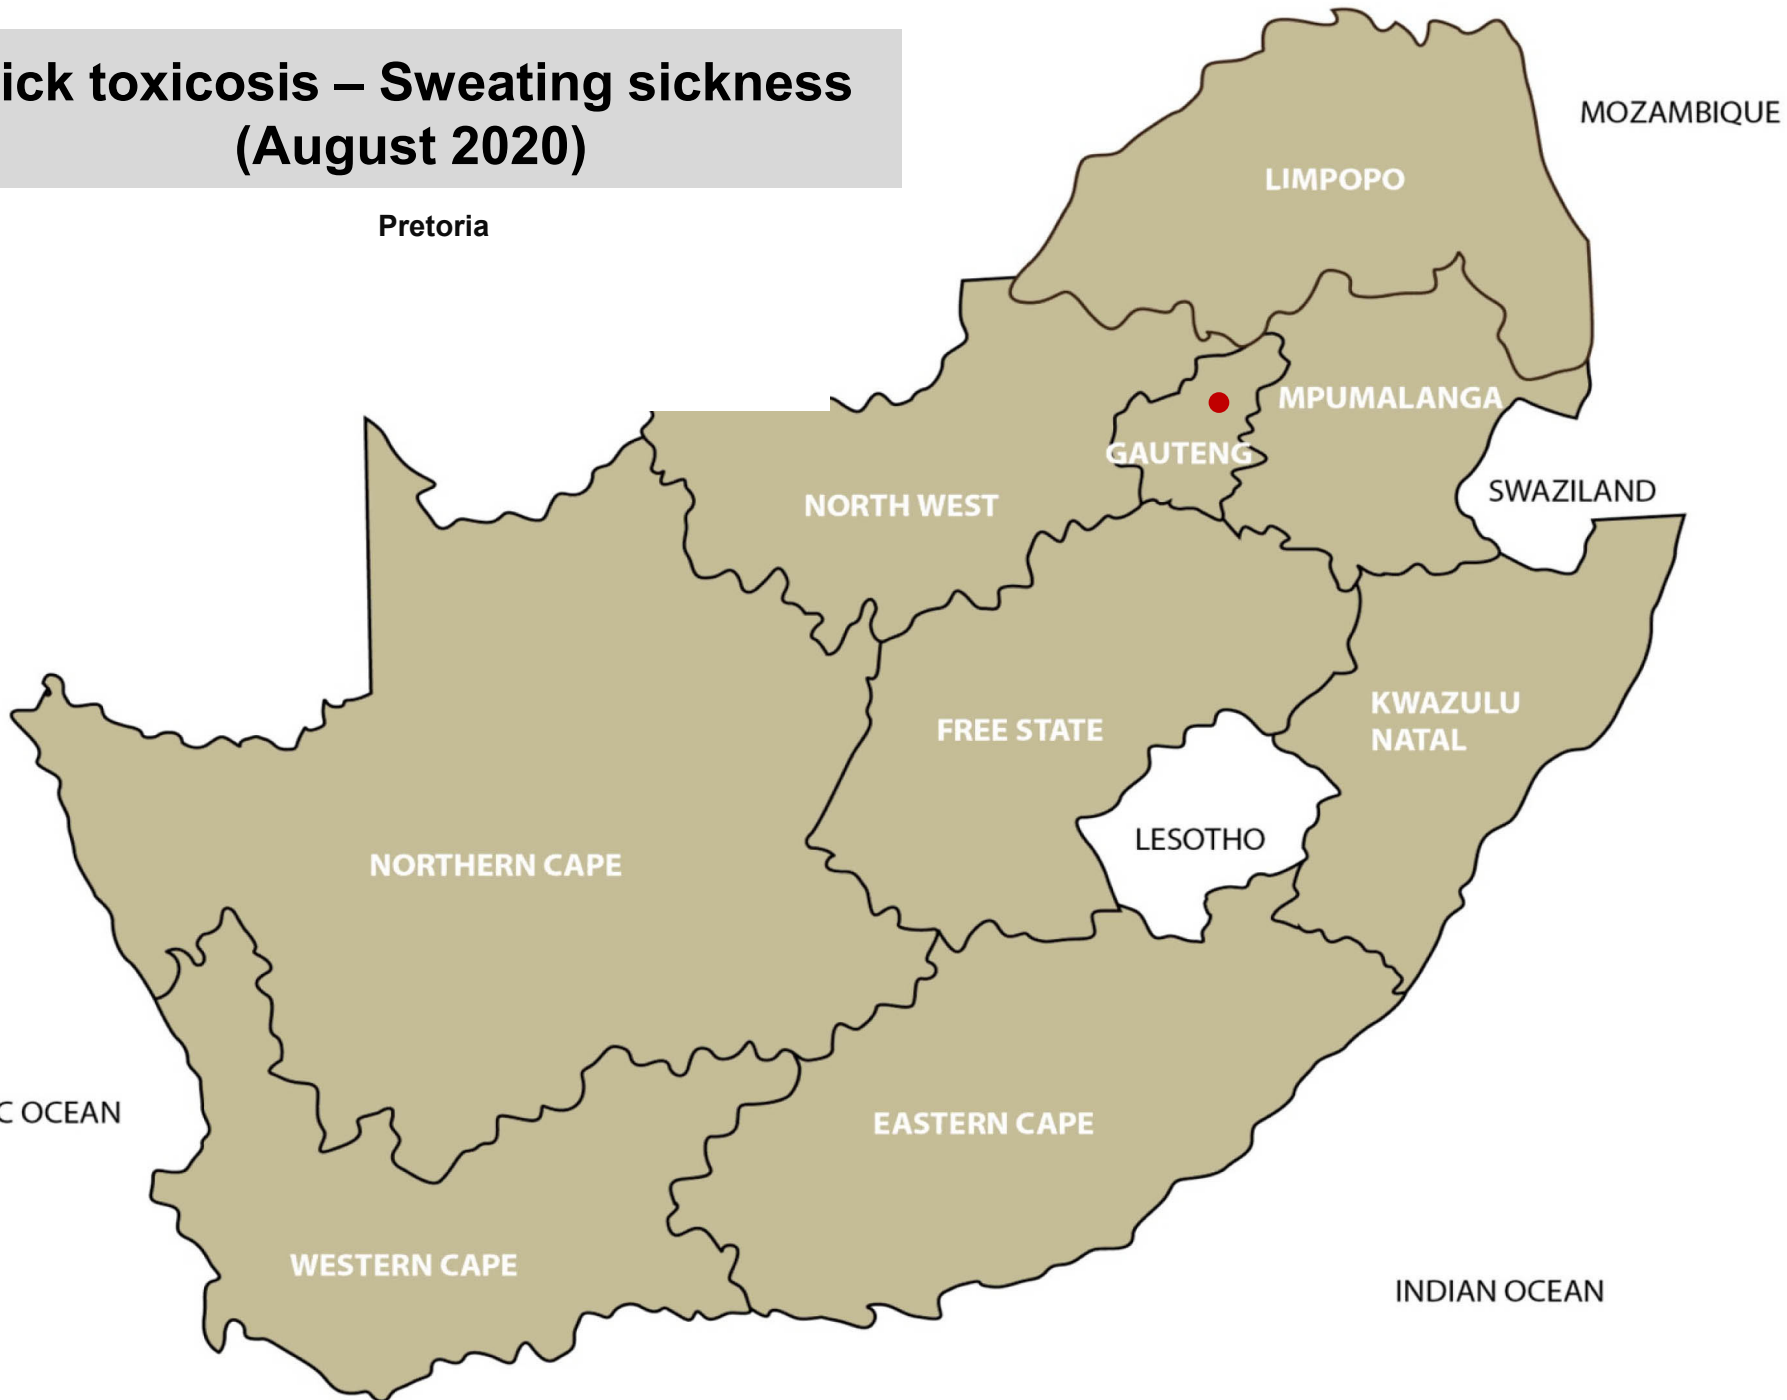 ick toxicosis – Sweating sickness
(August 2020)
Pretoria
MOZAMBIQUE
LIMPOPO
MPUMALANGA
GAUTENG
SWAZILAND
NORTH WEST
KWAZULU
NATAL
FREE STATE
LESOTHO
NORTHERN CAPE
C OCEAN
EASTERN CAPE
WESTERN CAPE
INDIAN OCEAN